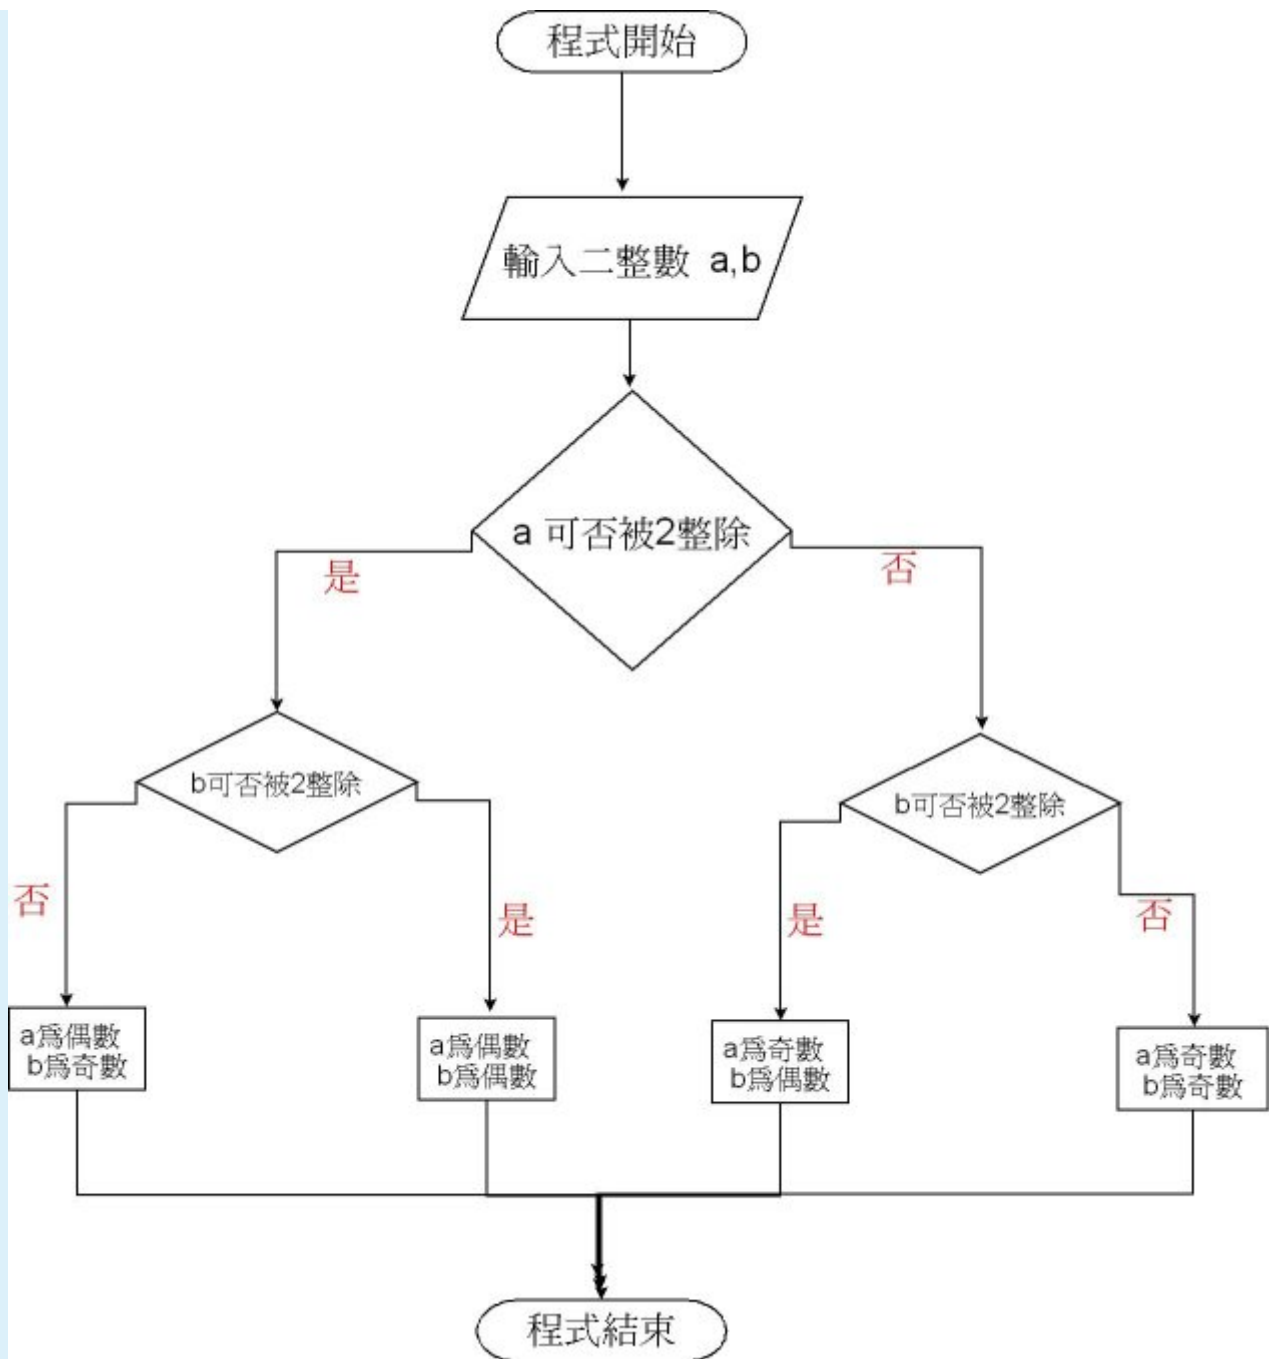 程式開始
輸入二整數 a,b
a 可否被2整除
是
否
b可否被2整除
b可否被2整除
否
是
是
否
a爲偶數
b爲奇數
a爲偶數
b爲偶數
a爲奇數
b爲偶數
a爲奇數
b爲奇數
程式結束